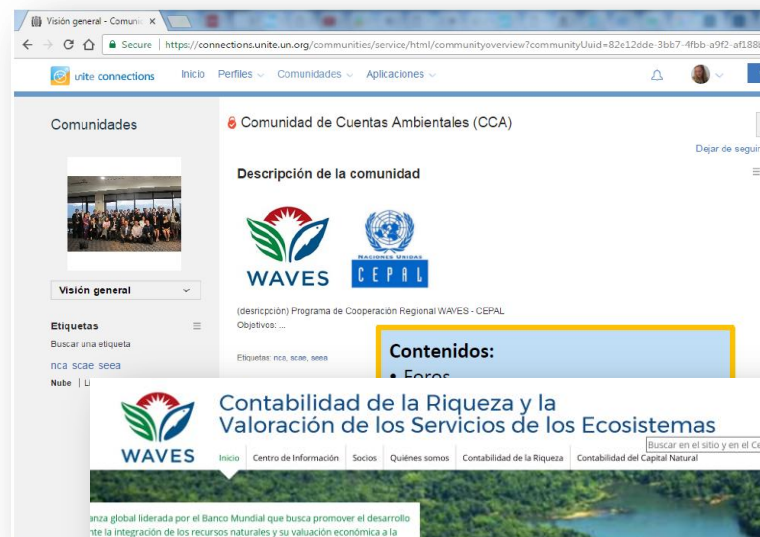 Visión general - Comunic
Secure | https://connections.unite.un.org/communities/service/html/communityoverview?communityUuid=82e12dde-3bb7-4fbb-a9f2-af188
unite connections Inicio Perfiles Comunidades Aplicaciones
Comunidades
Comunidad de Cuentas Ambientales (CCA)
Dejar de seguir
Descripción de la comunidad
WAVES
NACIONES UNIDAS
CEPAL
Visión general
(desricpción) Programa de Cooperación Regional WAVES - CEPAL
Objetivos: ...
Etiquetas
Buscar una etiqueta
nca scae seea
Nube
Etiquetas: nca, scae, seea
Contenidos:
• Foros
WAVES
Contabilidad de la Riqueza y la
Valoración de los Servicios de los Ecosistemas
Buscar en el sitio y en el Ce
Inicio Centro de Información Socios Quiénes somos Contabilidad de la Riqueza Contabilidad del Capital Natural
anza global liderada por el Banco Mundial que busca promover el desarrollo
nte la integración de los recursos naturales y su valuación económica a la